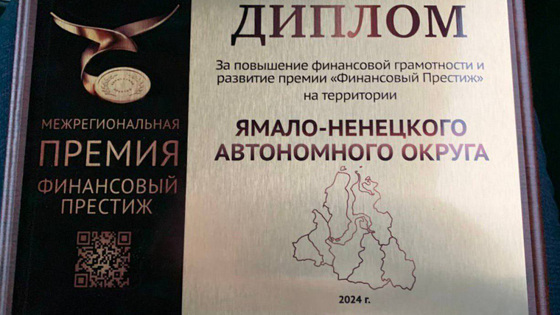 МЕЖРЕГИОНАЛЬНАЯ
ПРЕМИЯ
ФИНАНСОВЫЙ
ПРЕСТИЖ
ДИПЛОМ
За повышение финансовой грамотности и
развитие премии «Финансовый Престиж»
на территории
ЯМАЛО-НЕНЕЦКОГО
АВТОНОМНОГО ОКРУГА
2024 г.